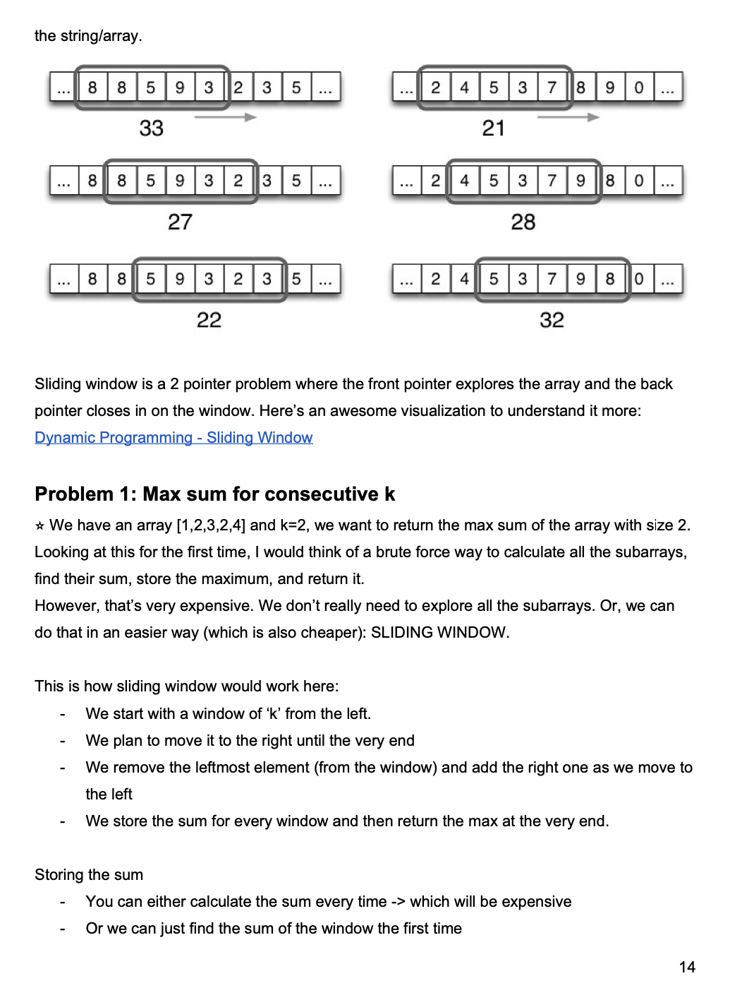 the string/array.
... 8 8 5 9 3 2 3 5 ...
33
... 8 8 5 9 3 2 3 5 ...
27
... 8 8 5 9 3 2 3 5 ...
22
... 2 4 5 3 7 8 9 0 ...
21
... 2 4 5 3 7 9 8 0 ...
28
... 2 4 5 3 7 9 8 0 ...
32
Sliding window is a 2 pointer problem where the front pointer explores the array and the back
pointer closes in on the window. Here’s an awesome visualization to understand it more:
Dynamic Programming - Sliding Window
Problem 1: Max sum for consecutive k
☆ We have an array [1,2,3,2,4] and k=2, we want to return the max sum of the array with size 2.
Looking at this for the first time, I would think of a brute force way to calculate all the subarrays,
find their sum, store the maximum, and return it.
However, that’s very expensive. We don’t really need to explore all the subarrays. Or, we can
do that in an easier way (which is also cheaper): SLIDING WINDOW.
This is how sliding window would work here:
- We start with a window of ‘k’ from the left.
- We plan to move it to the right until the very end
- We remove the leftmost element (from the window) and add the right one as we move to
the left
- We store the sum for every window and then return the max at the very end.
Storing the sum
- You can either calculate the sum every time -> which will be expensive
- Or we can just find the sum of the window the first time
14